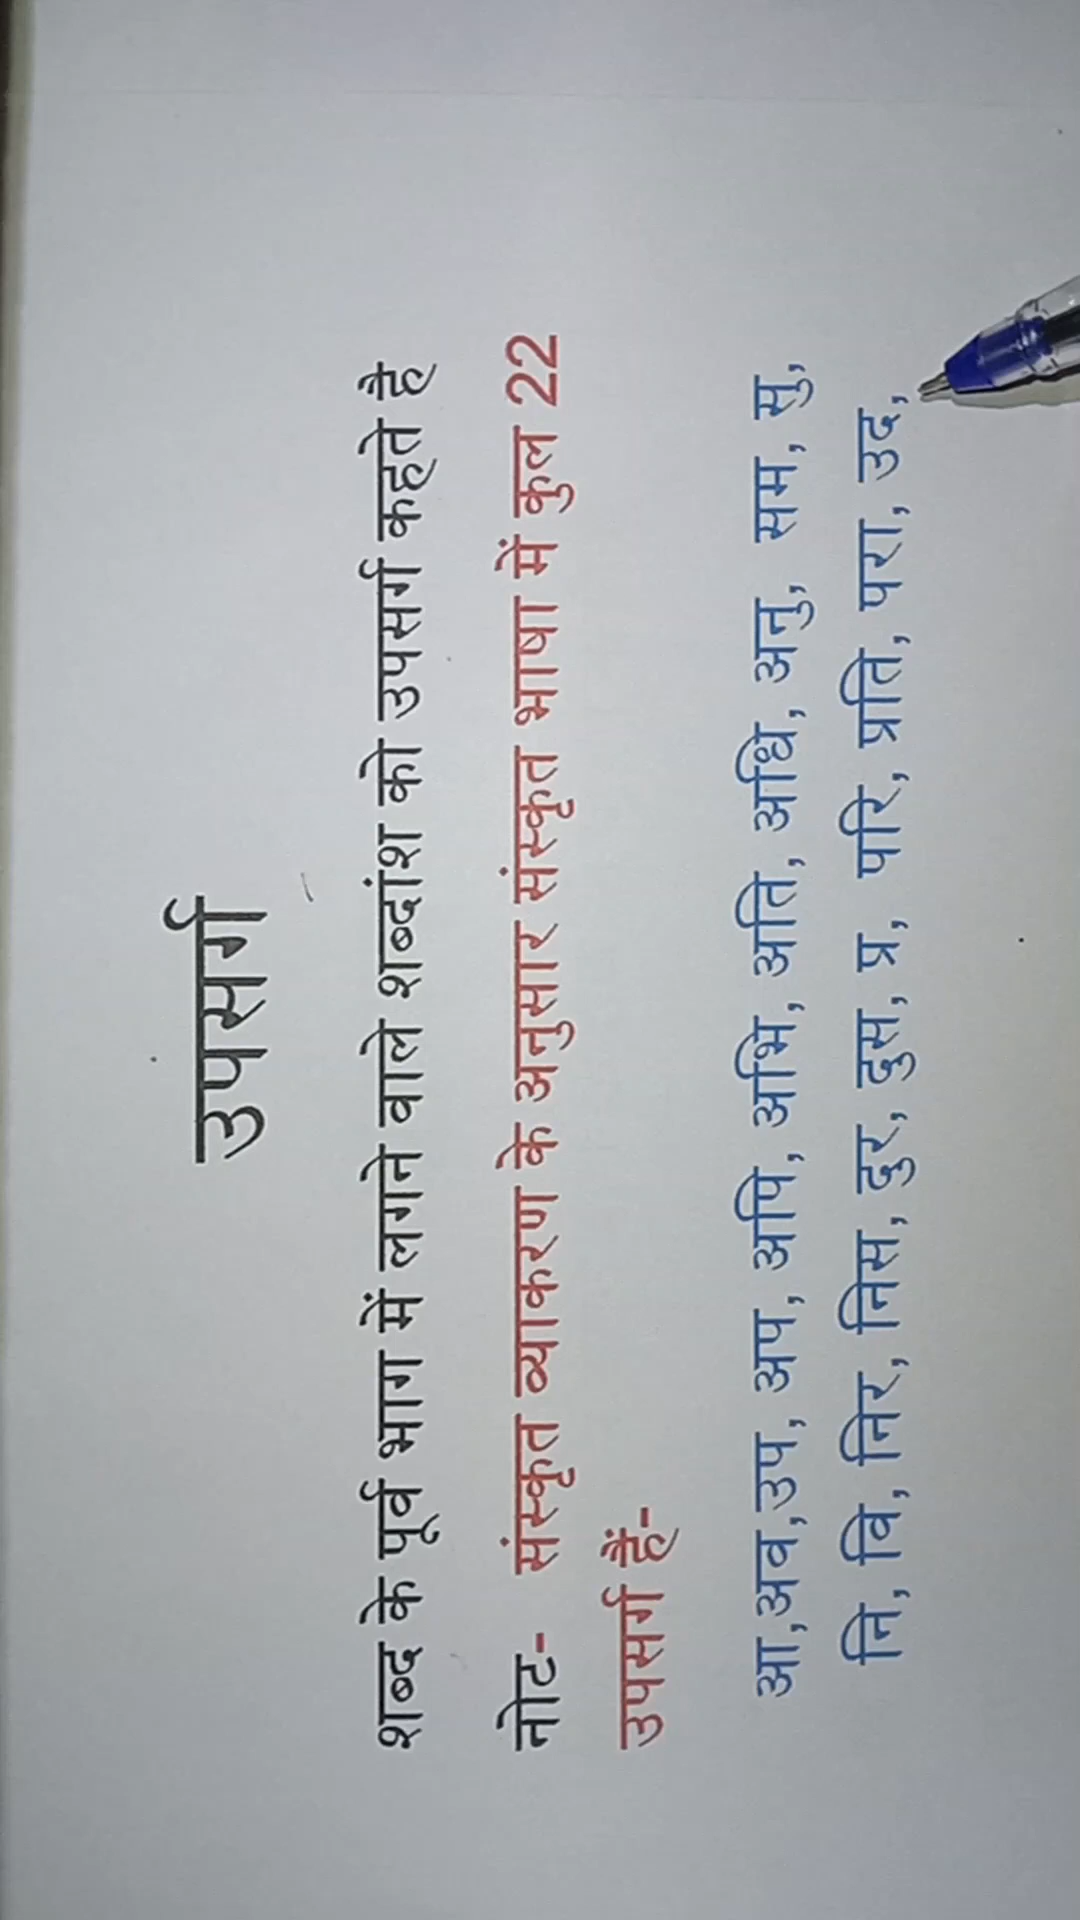 उपसर्ग
शब्द के पूर्व भाग में लगने वाले शब्दांश को उपसर्ग कहते है
नोट- संस्कृत व्याकरण के अनुसार संस्कृत भाषा में कुल 22
उपसर्ग हैं-
आ,अव,उप, अप, अपि, अभि, अति, अधि, अनु, सम, सु,
नि, वि, निर, निस, दुर, दुस, प्र, परि, प्रति, परा, उद,